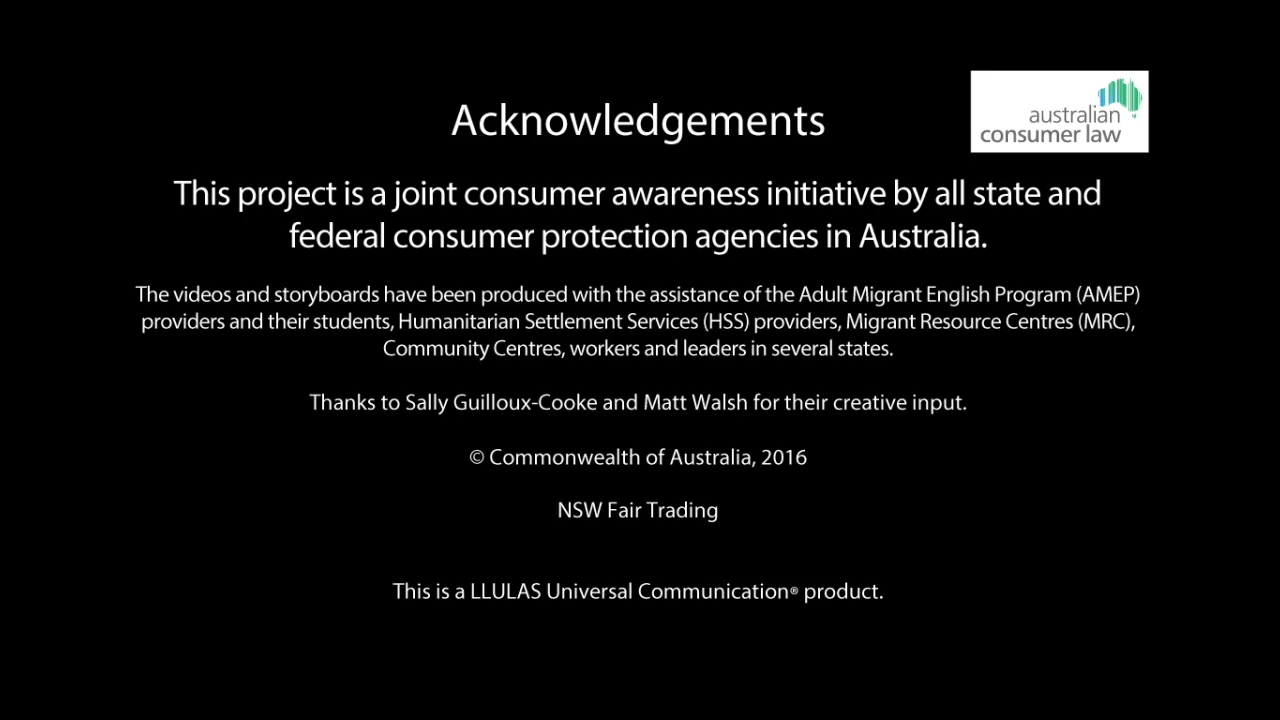 Acknowledgements
australian
consumer law
This project is a joint consumer awareness initiative by all state and
federal consumer protection agencies in Australia.
The videos and storyboards have been produced with the assistance of the Adult Migrant English Program (AMEP)
providers and their students, Humanitarian Settlement Services (HSS) providers, Migrant Resource Centres (MRC),
Community Centres, workers and leaders in several states.
Thanks to Sally Guilloux-Cooke and Matt Walsh for their creative input.
© Commonwealth of Australia, 2016
NSW Fair Trading
This is a LLULAS Universal Communication® product.